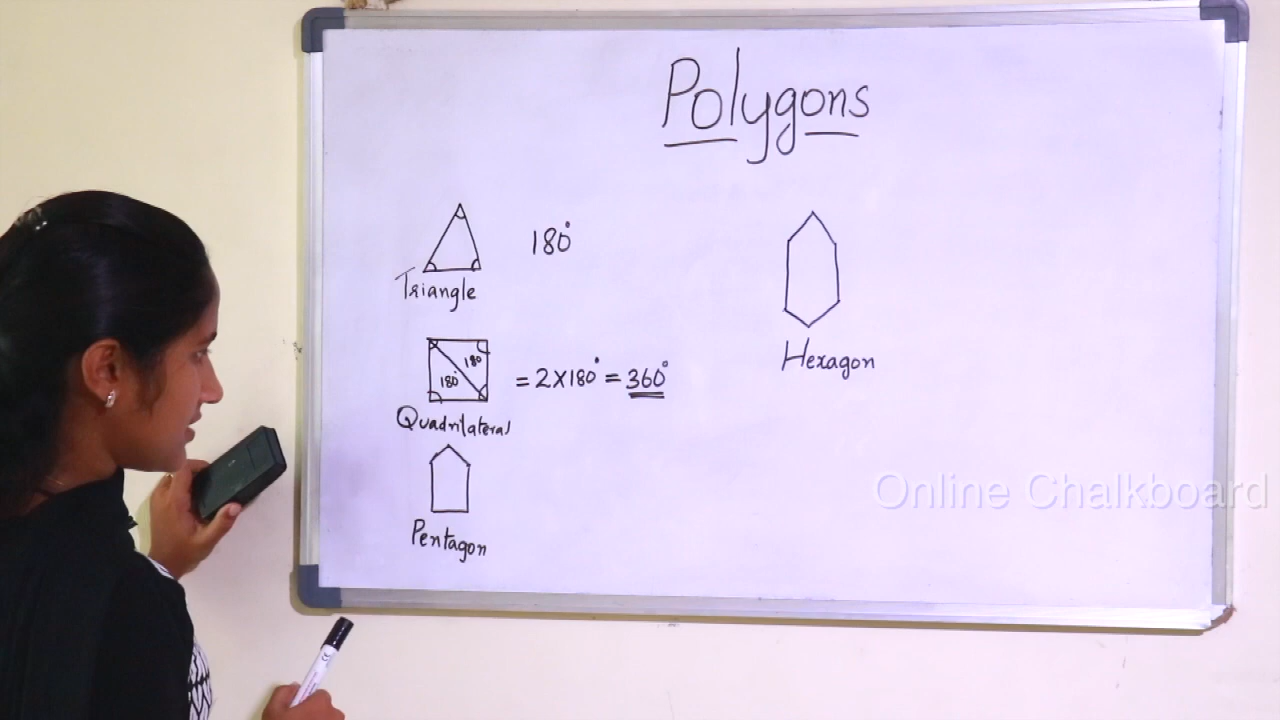 Polygons
180°
Triangle
180°
180
= 2X180° = 360°
Quadrilateral
Pentagon
Hexagon
Online Chalkboard